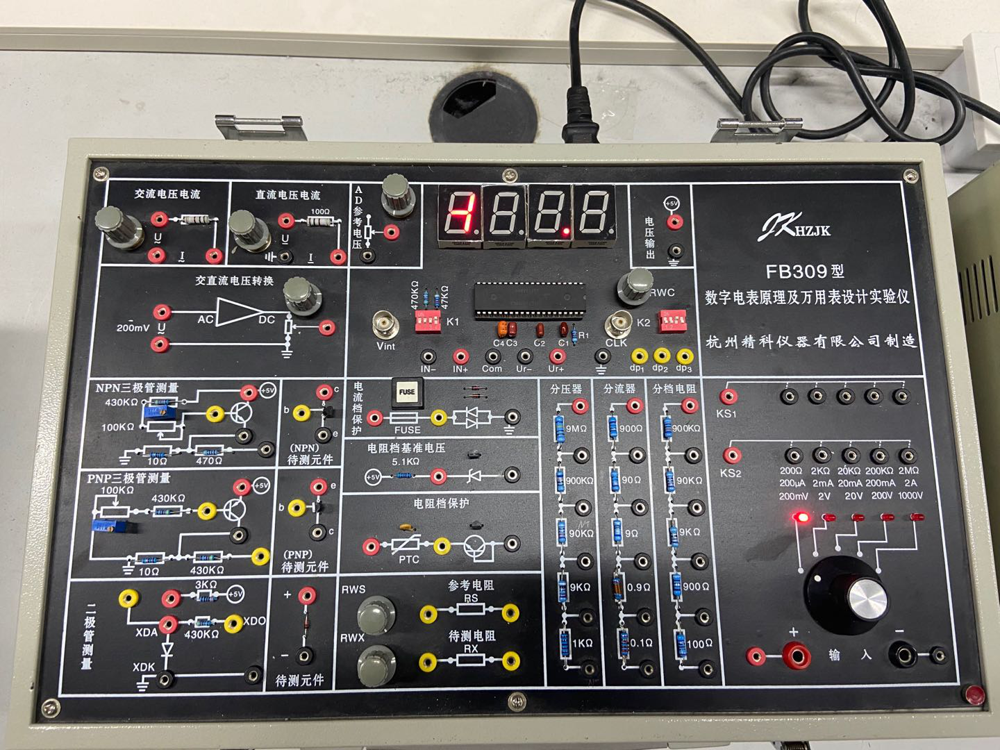 交流电压电流
直流电压电流
100Ω
U
~
I
~
U
I
AD参考电压
电压输出
+5V
JK HZJK
FB309型
数字电表原理及万用表设计实验仪
杭州精科仪器有限公司制造
交直流电压转换
AC
DC
200mV
U
~
470KΩ
47KΩ
K1
RWC
K2
Vint
C4
C3
C2
C1
R1
CLK
IN-
IN+
Com
Ur-
Ur+
dp1
dp2
dp3
NPN三极管测量
430KΩ
+5V
100KΩ
10Ω
470Ω
c
b
e
(NPN)
待测元件
PNP三极管测量
100KΩ
430KΩ
+5V
10Ω
430KΩ
e
b
c
(PNP)
待测元件
二极管测量
3KΩ
+5V
XDA
430KΩ
XDO
XDK
+
-
待测元件
电流档保护
FUSE
FUSE
电阻档基准电压
5.1KΩ
+5V
电阻档保护
PTC
RWS
RWX
参考电阻
RS
待测电阻
RX
分压器
9MΩ
900KΩ
90KΩ
9KΩ
1KΩ
分流器
900Ω
90Ω
9Ω
0.9Ω
0.1Ω
分档电阻
900KΩ
90KΩ
9KΩ
900Ω
100Ω
KS1
KS2
200Ω 2KΩ 20KΩ 200KΩ 2MΩ
200μA 2mA 20mA 200mA 2A
200mV 2V 20V 200V 1000V
+ 输入 -